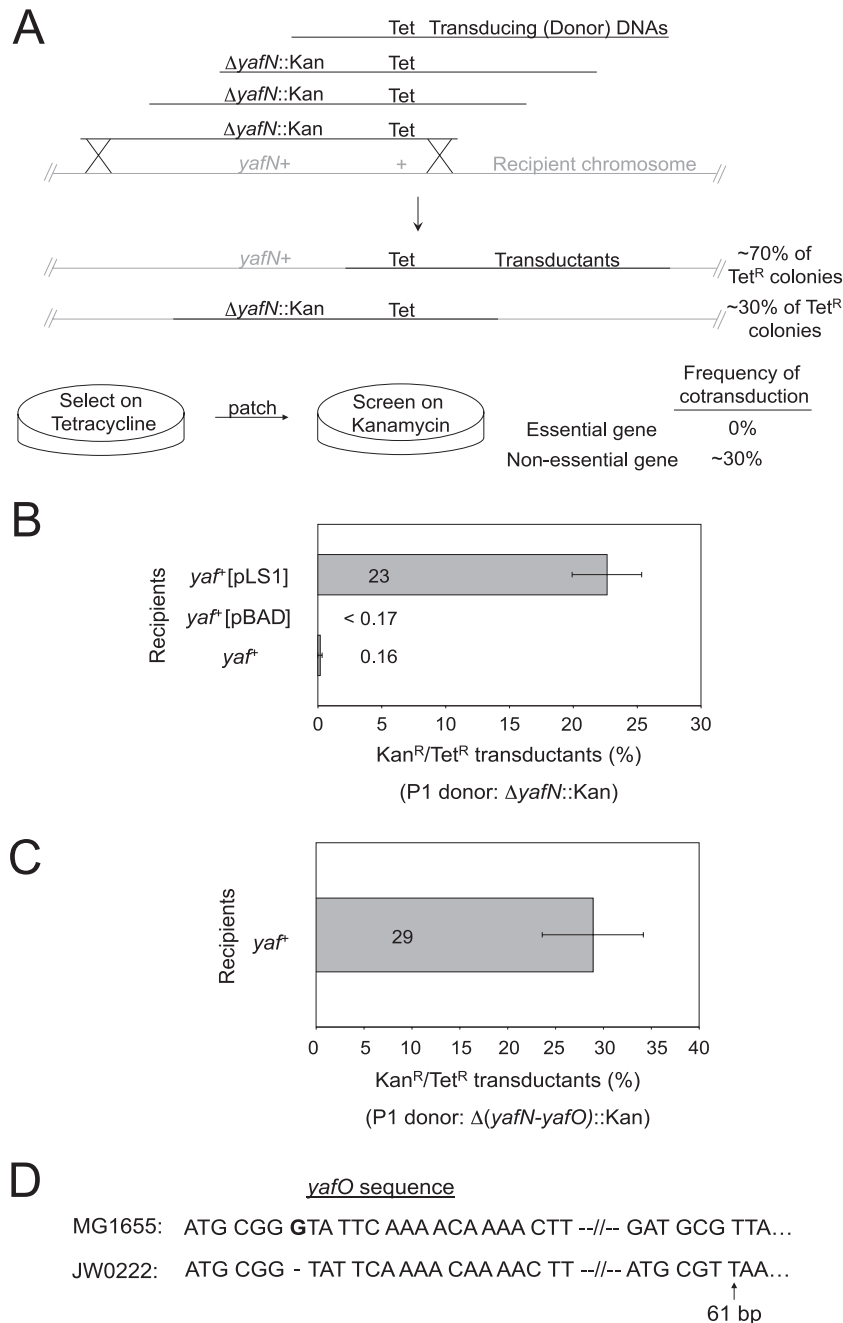 A
Tet Transducing (Donor) DNAs
ΔyafN::Kan Tet
ΔyafN::Kan Tet
ΔyafN::Kan Tet
yafN+ + Recipient chromosome
yafN+ Tet Transductants ~70% of TetR colonies
ΔyafN::Kan Tet ~30% of TetR colonies
Select on Tetracycline
patch
Screen on Kanamycin
Frequency of cotransduction
Essential gene 0%
Non-essential gene ~30%
B
Recipients
yaf+[pLS1] 23
yaf+[pBAD] < 0.17
yaf+ 0.16
0 5 10 15 20 25 30
KanR/TetR transductants (%)
(P1 donor: ΔyafN::Kan)
C
Recipients
yaf+ 29
0 5 10 15 20 25 30 35 40
KanR/TetR transductants (%)
(P1 donor: Δ(yafN-yafO)::Kan)
D
yafO sequence
MG1655: ATG CGG GTA TTC AAA ACA AAA CTT --//-- GAT GCG TTA...
JW0222: ATG CGG - TAT TCA AAA CAA AAC TT --//-- ATG CGT TAA...
61 bp